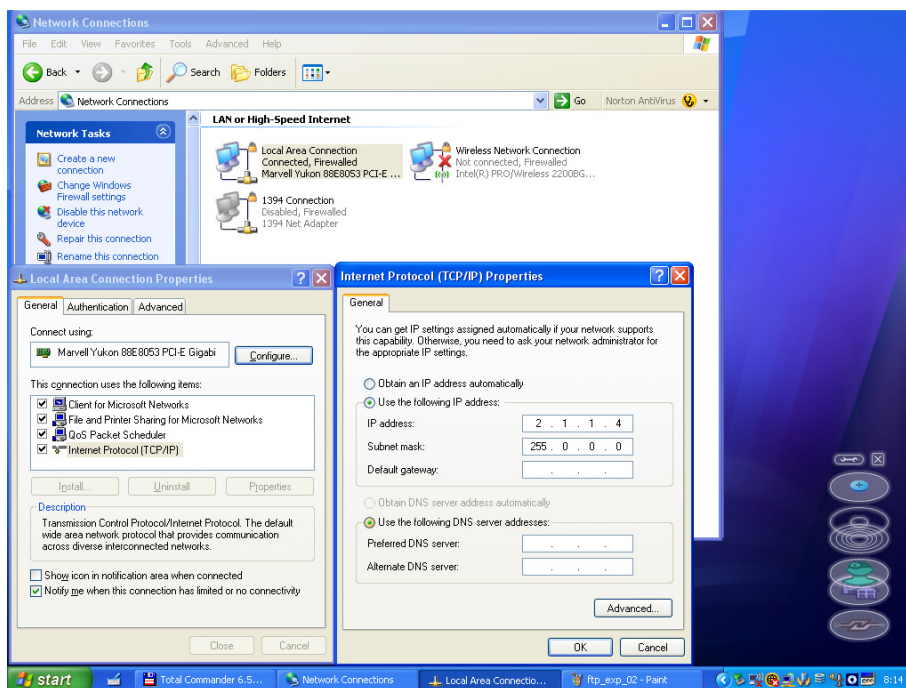 Network Connections
File Edit View Favorites Tools Advanced Help
Back Search Folders
Address Network Connections Go Norton AntiVirus
Network Tasks
Create a new
connection
Change Windows
Firewall settings
Disable this network
device
Repair this connection
Rename this connection
LAN or High-Speed Internet
Local Area Connection
Connected, Firewalled
Marvell Yukon 88E8053 PCI-E ...
Wireless Network Connection
Not connected, Firewalled
Intel(R) PRO/Wireless 2200BG...
1394 Connection
Disabled, Firewalled
1394 Net Adapter
Local Area Connection Properties
General Authentication Advanced
Connect using:
Marvell Yukon 88E8053 PCI-E Gigabi Configure...
This connection uses the following items:
Client for Microsoft Networks
File and Printer Sharing for Microsoft Networks
QoS Packet Scheduler
Internet Protocol (TCP/IP)
Install... Uninstall Properties
Description
Transmission Control Protocol/Internet Protocol. The default
wide area network protocol that provides communication
across diverse interconnected networks.
Show icon in notification area when connected
Notify me when this connection has limited or no connectivity
Close Cancel
Internet Protocol (TCP/IP) Properties
General
You can get IP settings assigned automatically if your network supports
this capability. Otherwise, you need to ask your network administrator for
the appropriate IP settings.
Obtain an IP address automatically
Use the following IP address:
IP address: 2 . 1 . 1 . 4
Subnet mask: 255 . 0 . 0 . 0
Default gateway: . . .
Obtain DNS server address automatically
Use the following DNS server addresses:
Preferred DNS server: . . .
Alternate DNS server: . . .
Advanced...
OK Cancel
start Total Commander 6.5... Network Connections Local Area Connectio... ftp_exp_02 - Paint 8:14